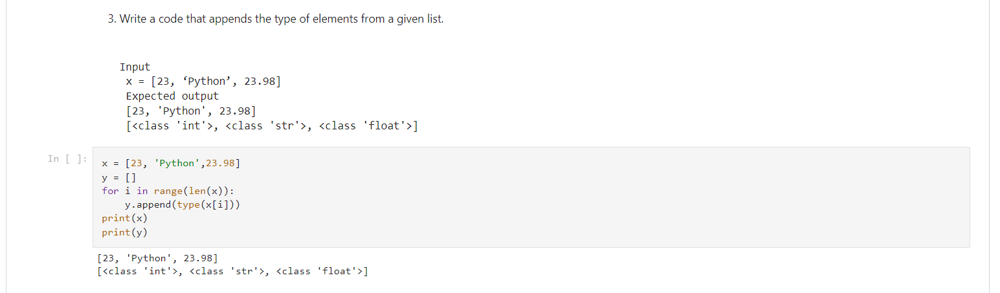 3. Write a code that appends the type of elements from a given list.
Input
x = [23, ‘Python’, 23.98]
Expected output
[23, 'Python', 23.98]
[<class 'int'>, <class 'str'>, <class 'float'>]
In [ ]:
x = [23, 'Python',23.98]
y = []
for i in range(len(x)):
    y.append(type(x[i]))
print(x)
print(y)
[23, 'Python', 23.98]
[<class 'int'>, <class 'str'>, <class 'float'>]